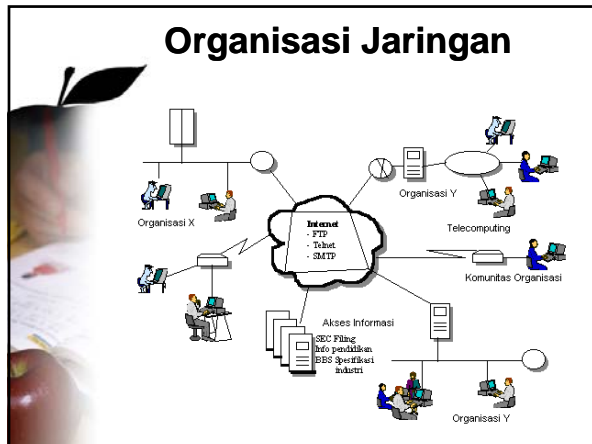 Organisasi Jaringan
Organisasi X
Internet
- FTP
- Telnet
- SMTP
Organisasi Y
Telecomputing
Komunitas Organisasi
Akses Informasi
SEC Filing
Info pendidikan
BBS Spesifikasi
industri
Organisasi Y